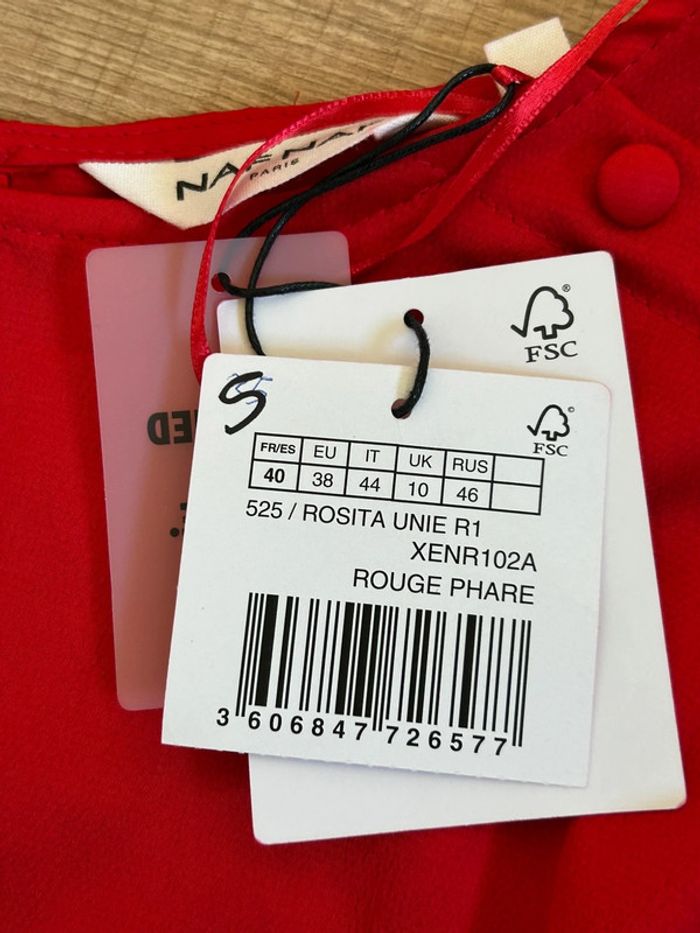 NAF NAF
PARIS
FSC
FSC
FR/ES EU IT UK RUS
40 38 44 10 46
525 / ROSITA UNIE R1
XENR102A
ROUGE PHARE
3 606847 726577